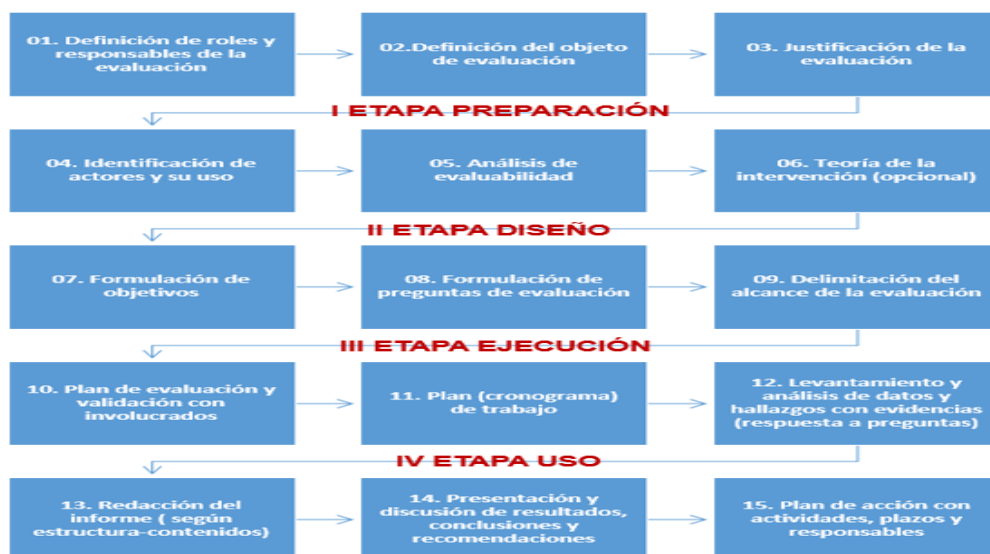 01. Definición de roles y
responsables de la
evaluación
02.Definición del objeto
de evaluación
03. Justificación de la
evaluación
I ETAPA PREPARACIÓN
04. Identificación de
actores y su uso
05. Análisis de
evaluabilidad
06. Teoría de la
intervención (opcional)
II ETAPA DISEÑO
07. Formulación de
objetivos
08. Formulación de
preguntas de evaluación
09. Delimitación del
alcance de la evaluación
III ETAPA EJECUCIÓN
10. Plan de evaluación y
validación con
involucrados
11. Plan (cronograma)
de trabajo
12. Levantamiento y
análisis de datos y
hallazgos con evidencias
(respuesta a preguntas)
IV ETAPA USO
13. Redacción del
informe ( según
estructura-contenidos)
14. Presentación y
discusión de resultados,
conclusiones y
recomendaciones
15. Plan de acción con
actividades, plazos y
responsables